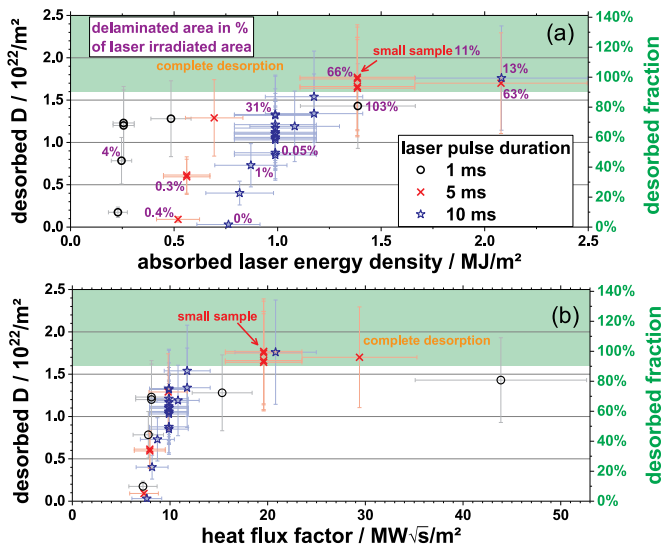 delaminated area in %
of laser irradiated area
(a)
small sample
11%
66%
complete desorption
13%
63%
31%
103%
4%
0.05%
1%
0.3%
0.4%
0%
laser pulse duration
1 ms
5 ms
10 ms
desorbed D / 10²²/m²
2.5
2.0
1.5
1.0
0.5
0.0
140%
120%
100%
80%
60%
40%
20%
0%
desorbed fraction
0.0 0.5 1.0 1.5 2.0 2.5
absorbed laser energy density / MJ/m²
(b)
small sample
complete desorption
desorbed D / 10²²/m²
2.5
2.0
1.5
1.0
0.5
0.0
140%
120%
100%
80%
60%
40%
20%
0%
desorbed fraction
0 10 20 30 40 50
heat flux factor / MW√s/m²